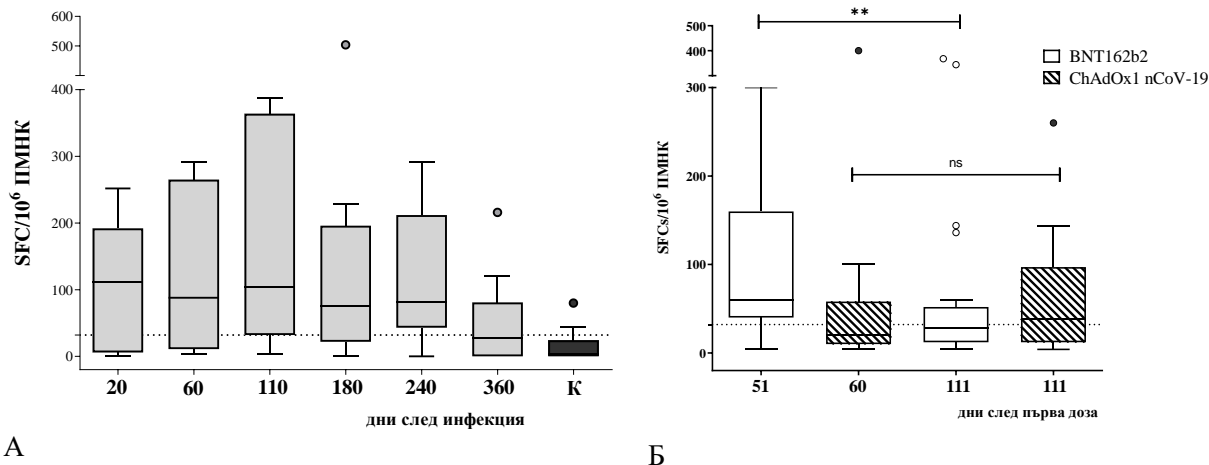 600
500
400
300
200
100
0
SFC/10⁶ ПМНК
20 60 110 180 240 360 К
дни след инфекция
А
**
500
400
300
200
100
0
SFCs/10⁶ ПМНК
ns
BNT162b2
ChAdOx1 nCoV-19
51 60 111 111
дни след първа доза
Б